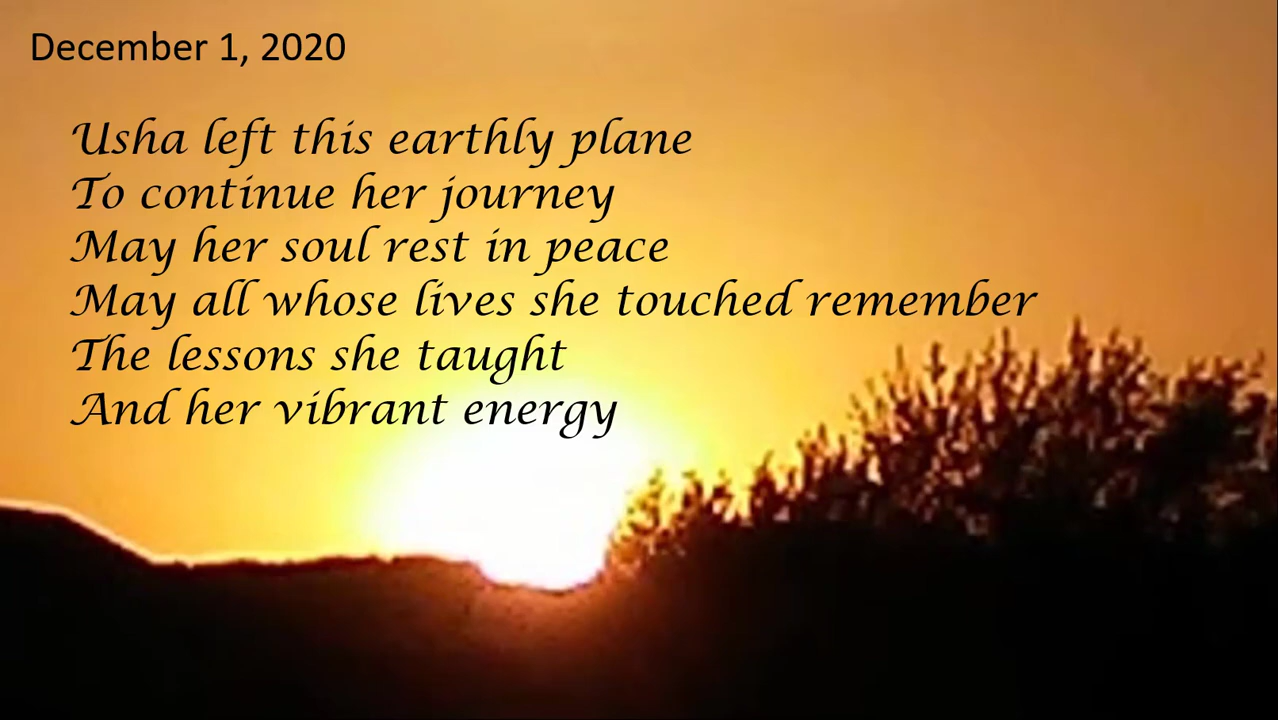 December 1, 2020
Usha left this earthly plane
To continue her journey
May her soul rest in peace
May all whose lives she touched remember
The lessons she taught
And her vibrant energy